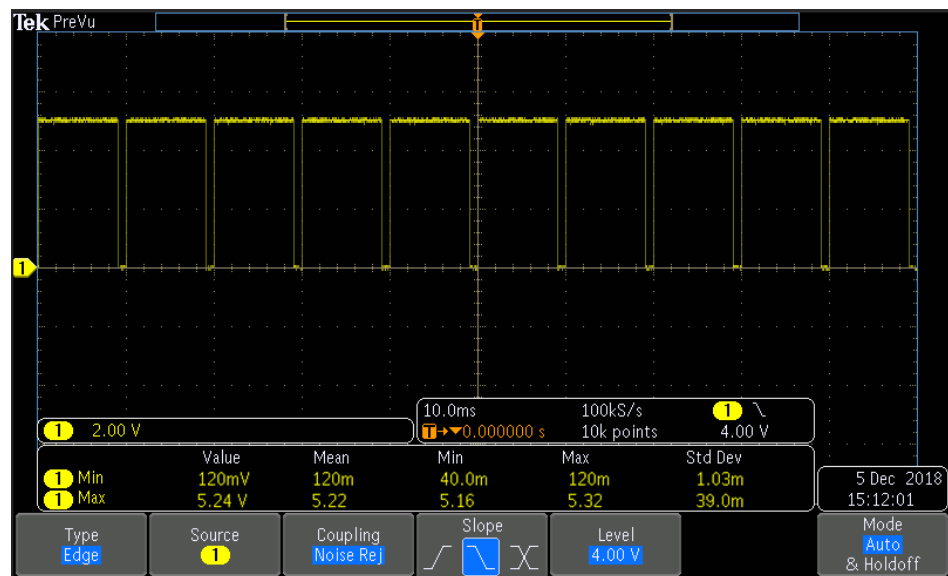 Tek PreVu
T
1
10.0ms 100kS/s 1
T→▼0.000000 s 10k points 4.00 V
1 2.00 V
Value Mean Min Max Std Dev
1 Min 120mV 120m 40.0m 120m 1.03m
1 Max 5.24 V 5.22 5.16 5.32 39.0m
5 Dec 2018
15:12:01
Type
Edge
Source
1
Coupling
Noise Rej
Slope
Level
4.00 V
Mode
Auto
& Holdoff